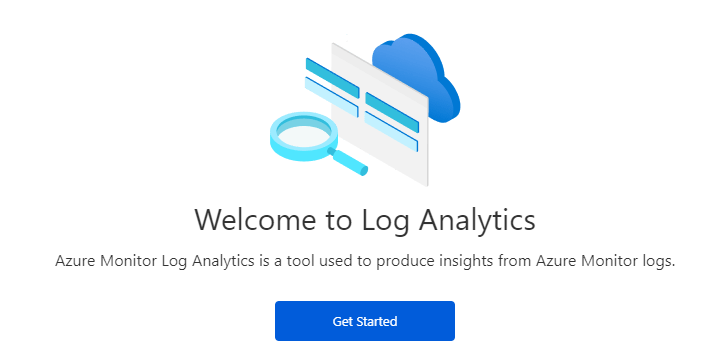 Welcome to Log Analytics
Azure Monitor Log Analytics is a tool used to produce insights from Azure Monitor logs.
Get Started